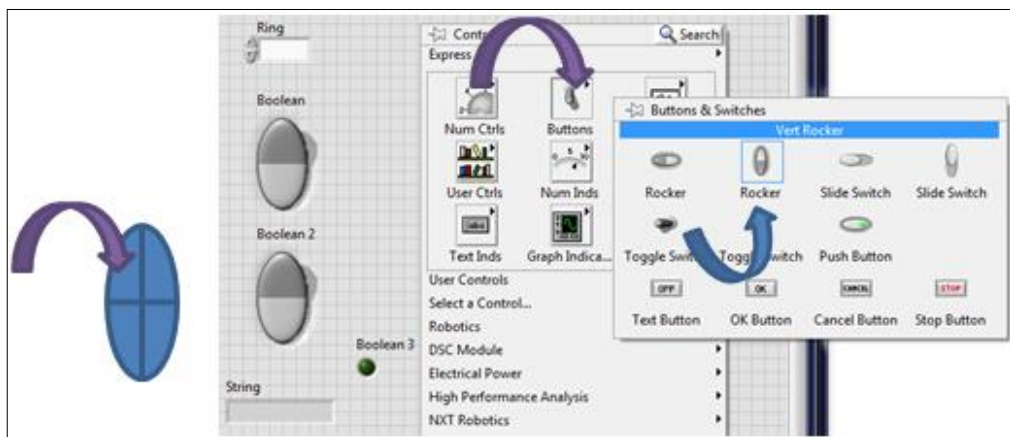 Ring
Boolean
Boolean 2
Boolean 3
String
Search
Express
Num Ctrls
Buttons
User Ctrls
Num Inds
Text Inds
Graph Indica...
User Controls
Select a Control...
Robotics
DSC Module
Electrical Power
High Performance Analysis
NXT Robotics
Buttons & Switches
Vert Rocker
Rocker
Rocker
Slide Switch
Slide Switch
Push Button
OFF
OK
CANCEL
STOP
Text Button
OK Button
Cancel Button
Stop Button